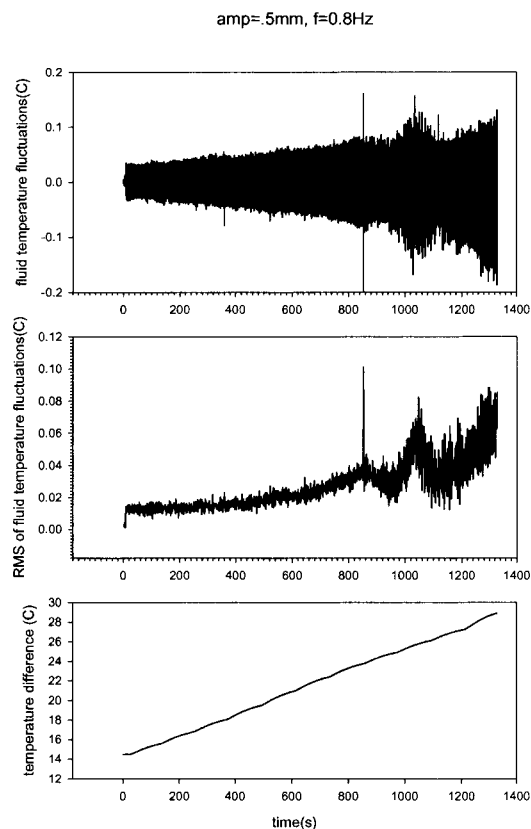 amp=.5mm, f=0.8Hz
fluid temperature fluctuations(C)
0.2
0.1
0.0
-0.1
-0.2
0 200 400 600 800 1000 1200 1400
RMS of fluid temperature fluctuations(C)
0.12
0.10
0.08
0.06
0.04
0.02
0.00
0 200 400 600 800 1000 1200 1400
temperature difference (C)
30
28
26
24
22
20
18
16
14
12
0 200 400 600 800 1000 1200 1400
time(s)